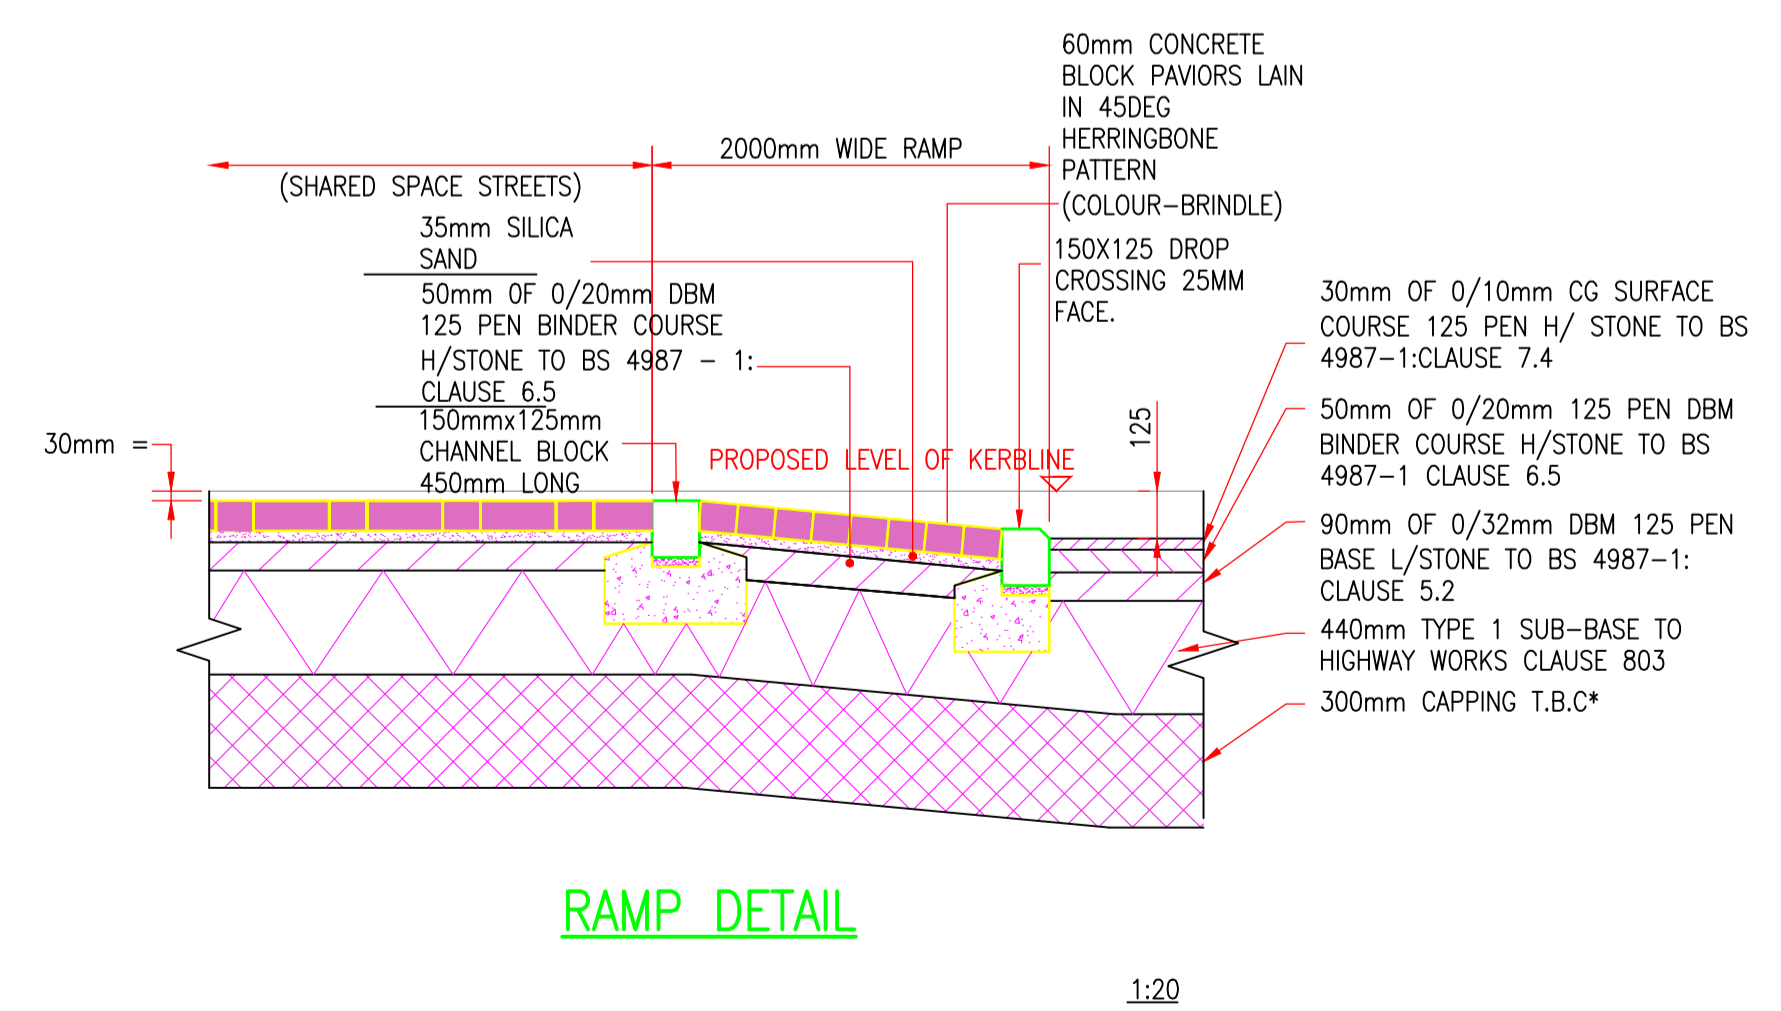 60mm CONCRETE
BLOCK PAVIORS LAIN
IN 45DEG
HERRINGBONE
PATTERN
(COLOUR-BRINDLE)
2000mm WIDE RAMP
(SHARED SPACE STREETS)
35mm SILICA
SAND
50mm OF 0/20mm DBM
125 PEN BINDER COURSE
H/STONE TO BS 4987 - 1:
CLAUSE 6.5
150mmx125mm
CHANNEL BLOCK
450mm LONG
30mm =
150X125 DROP
CROSSING 25MM
FACE.
PROPOSED LEVEL OF KERBLINE
125
30mm OF 0/10mm CG SURFACE
COURSE 125 PEN H/ STONE TO BS
4987-1:CLAUSE 7.4
50mm OF 0/20mm 125 PEN DBM
BINDER COURSE H/STONE TO BS
4987-1 CLAUSE 6.5
90mm OF 0/32mm DBM 125 PEN
BASE L/STONE TO BS 4987-1:
CLAUSE 5.2
440mm TYPE 1 SUB-BASE TO
HIGHWAY WORKS CLAUSE 803
300mm CAPPING T.B.C*
RAMP DETAIL
1:20